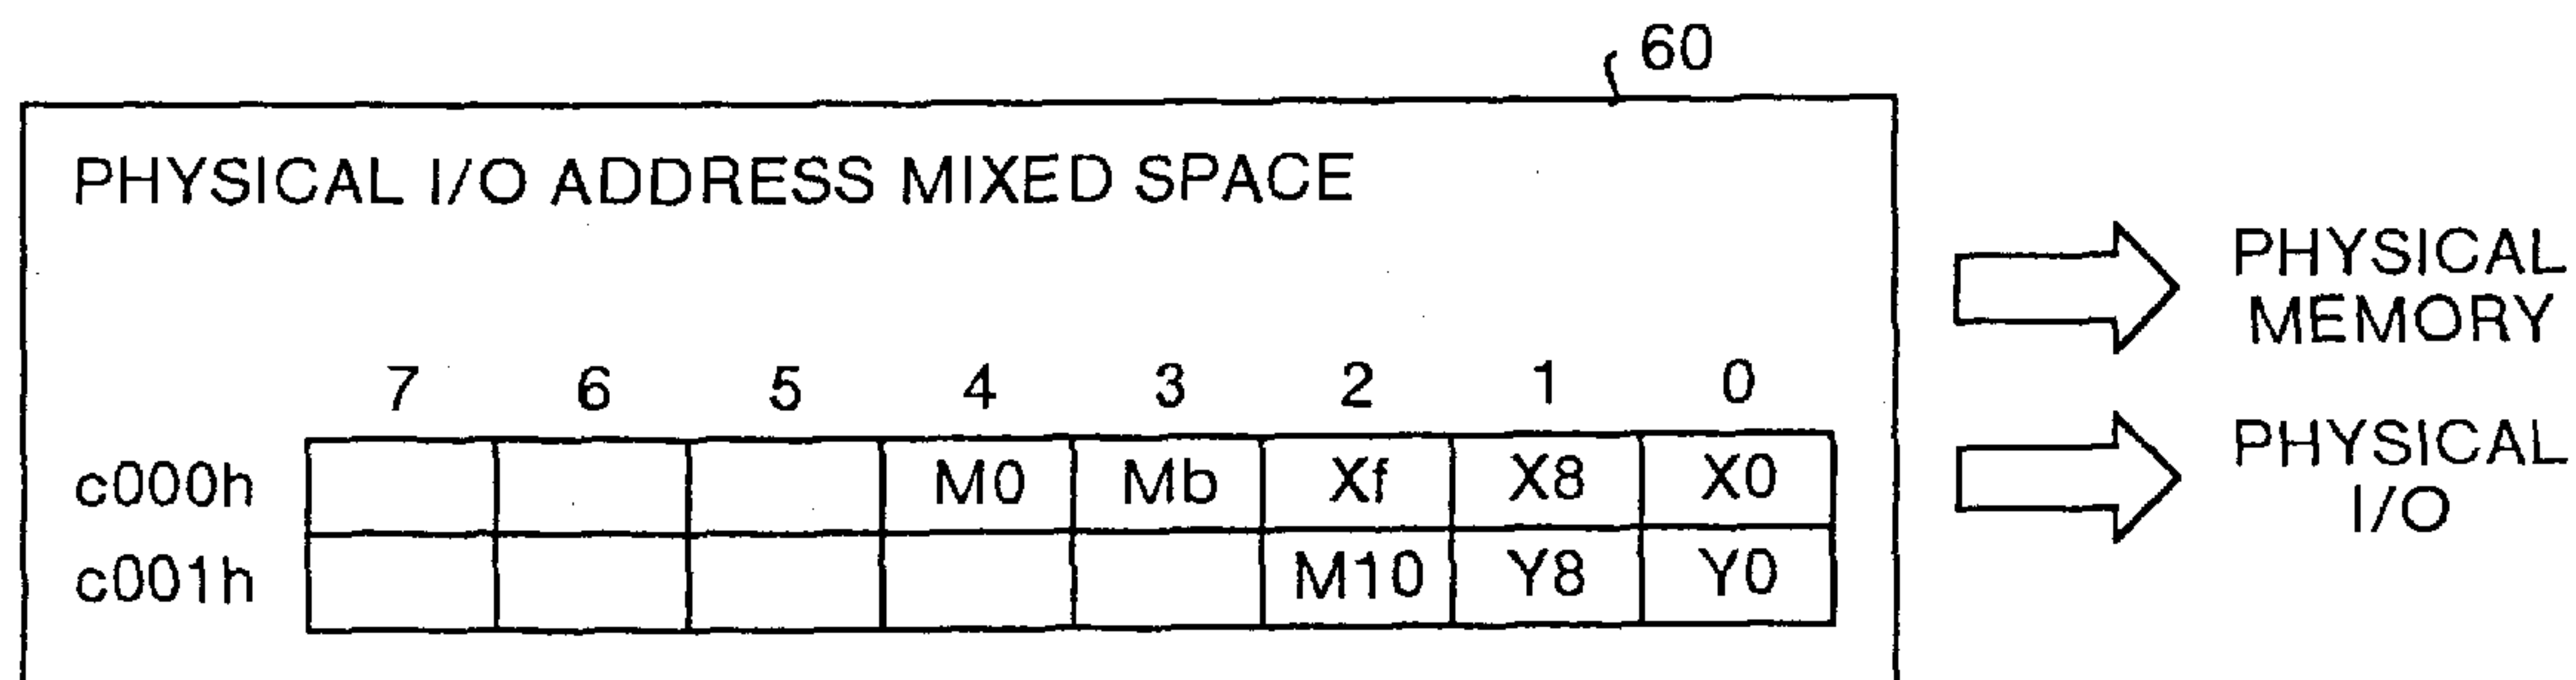 60
PHYSICAL I/O ADDRESS MIXED SPACE
PHYSICAL
MEMORY
7 6 5 4 3 2 1 0
c000h M0 Mb Xf X8 X0
c001h M10 Y8 Y0
PHYSICAL
I/O